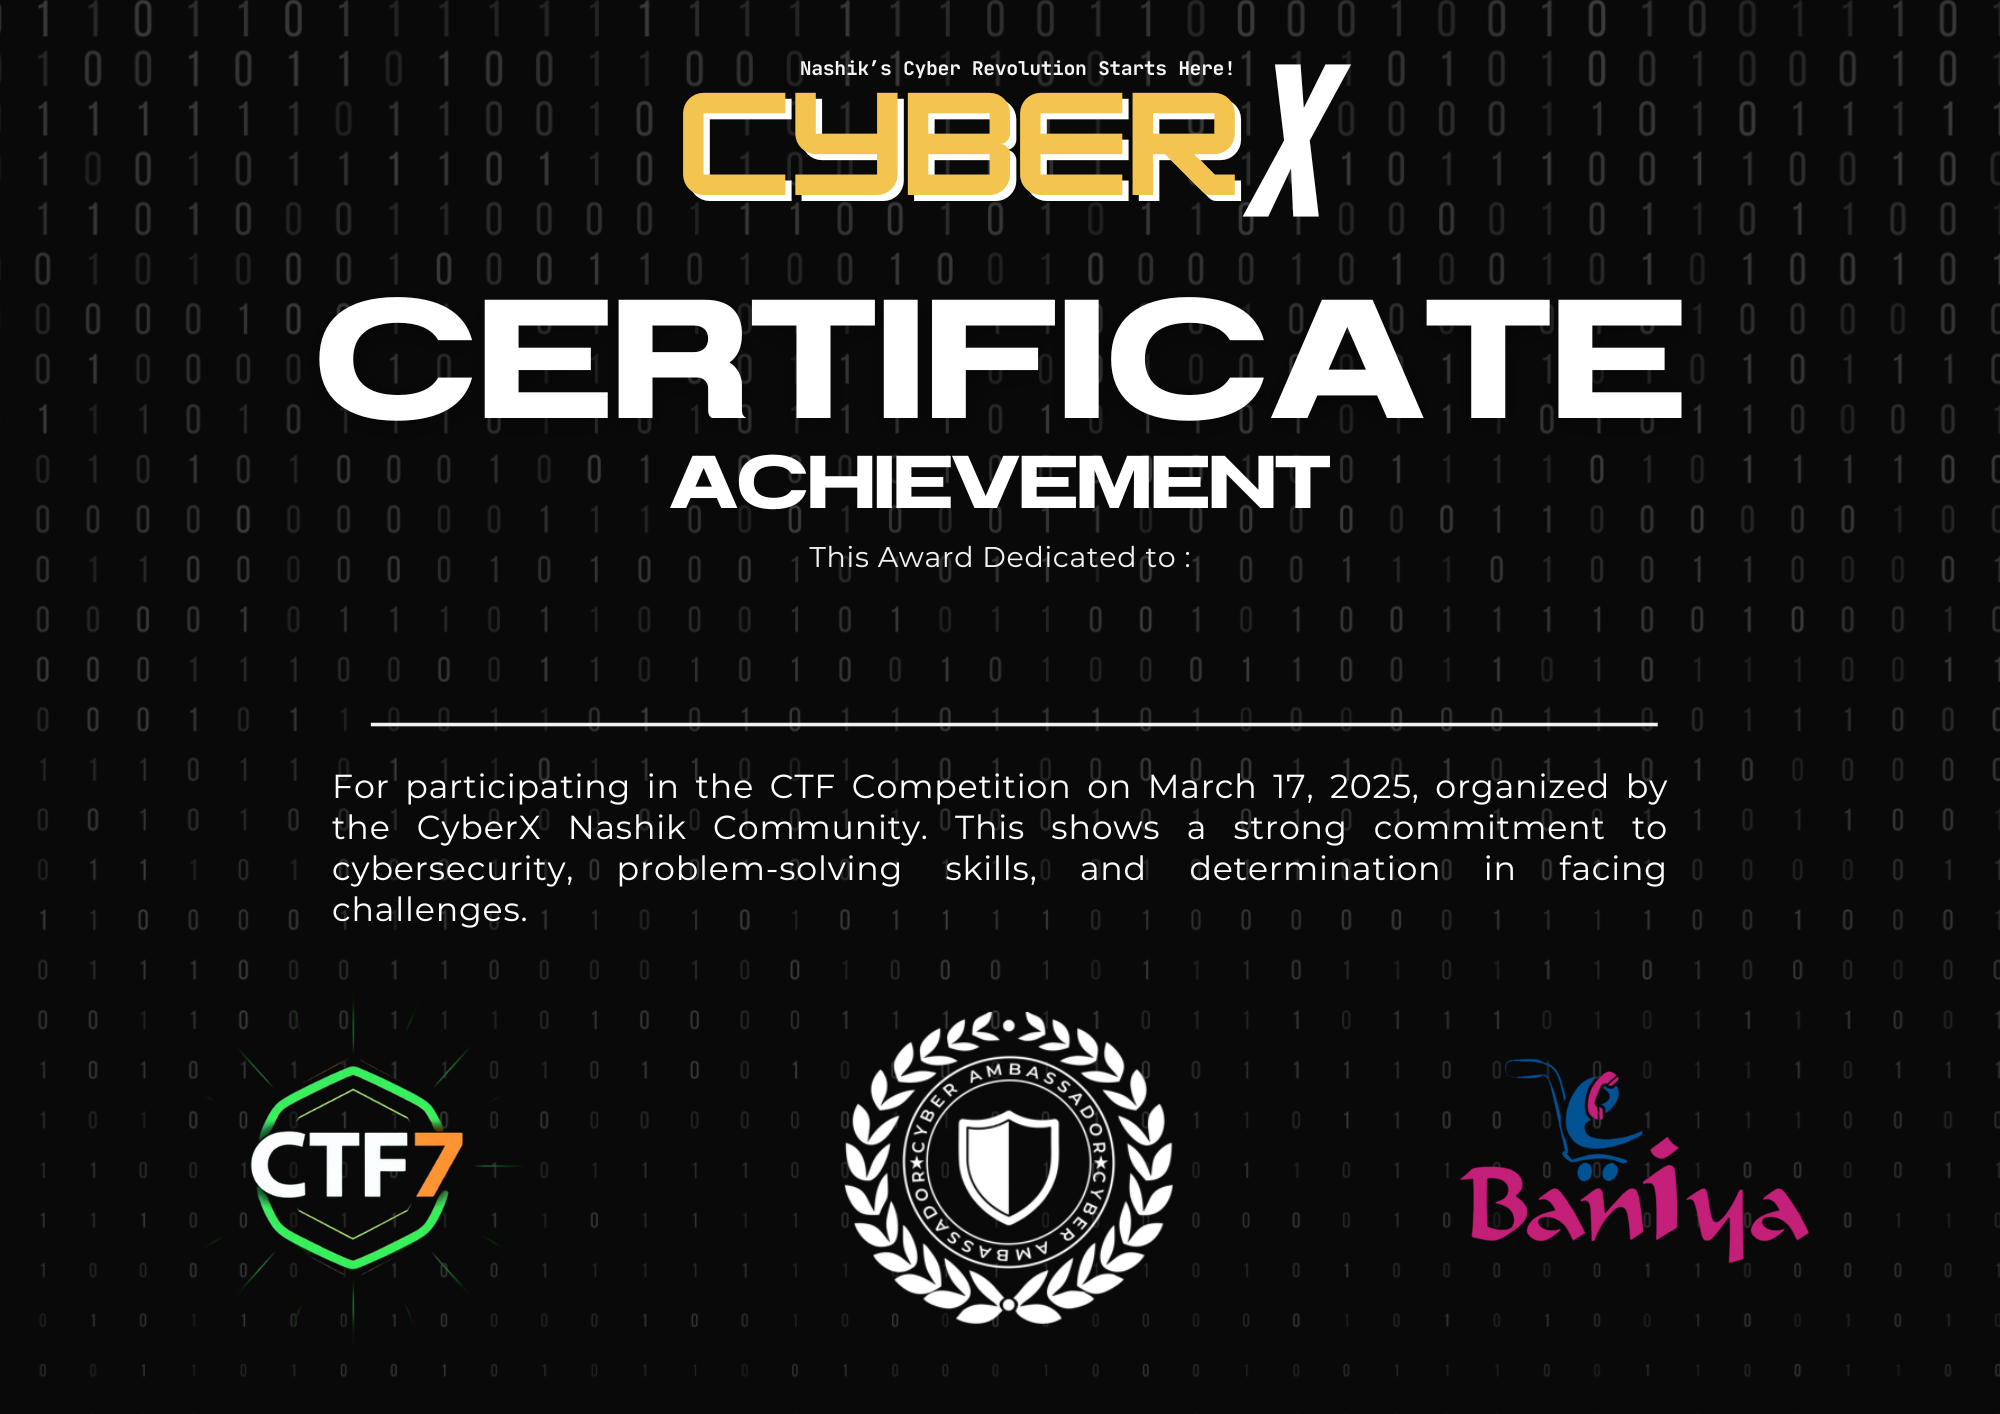 Nashik's Cyber Revolution Starts Here!
CYBER X
CERTIFICATE
ACHIEVEMENT
This Award Dedicated to :
For participating in the CTF Competition on March 17, 2025, organized by
the CyberX Nashik Community. This shows a strong commitment to
cybersecurity, problem-solving skills, and determination in facing
challenges.
CTF7
CYBER AMBASSADOR★CYBER AMBASSADOR★
Baniya